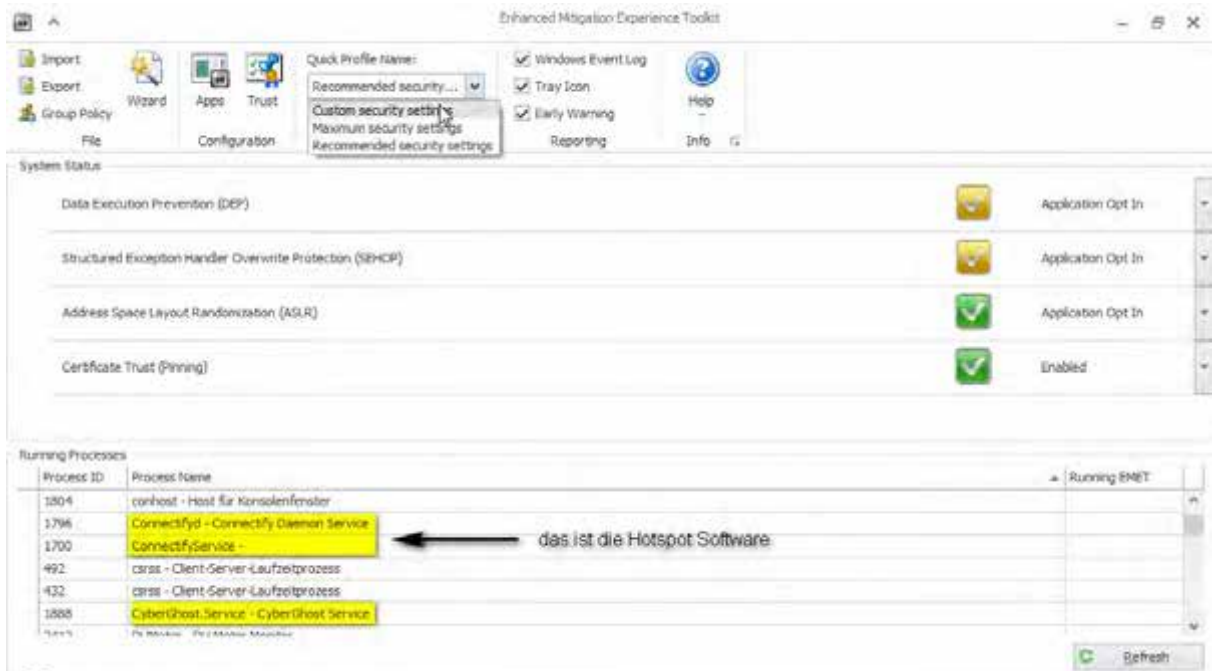 Enhanced Mitigation Experience Toolkit
Import
Export
Group Policy
File
Wizard
Apps
Trust
Configuration
Quick Profile Name:
Recommended security....
Custom security settings
Maximum security settings
Recommended security settings
Windows Event Log
Tray Icon
Early Warning
Reporting
Help
Info
System Status
Data Execution Prevention (DEP) Application Opt In
Structured Exception Handler Overwrite Protection (SEHOP) Application Opt In
Address Space Layout Randomization (ASLR) Application Opt In
Certificate Trust (Pinning) Enabled
Running Processes
Process ID Process Name Running EMET
1804 conhost - Host für Konsolenfenster
1796 Connectifyd - Connectify Daemon Service
1700 ConnectifyService -
das ist die Hotspot Software
492 csrss - Client-Server-Laufzeitprozess
432 csrss - Client-Server-Laufzeitprozess
1888 CyberGhost.Service - CyberGhost Service
Refresh